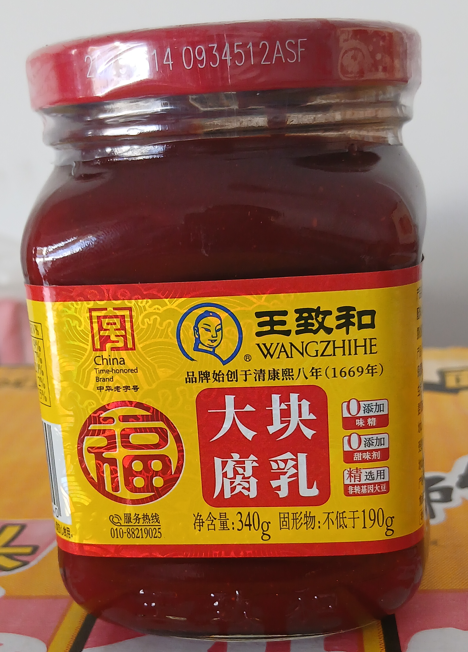 14 0934512ASF
王致和
®
WANGZHIHE
China
Time-honored
Brand
中华老字号
品牌始创于清康熙八年(1669年)
福
大块
腐乳
0添加
味精
0添加
甜味剂
精选用
非转基因大豆
服务热线
010-88219025
净含量:340g 固形物:不低于190g